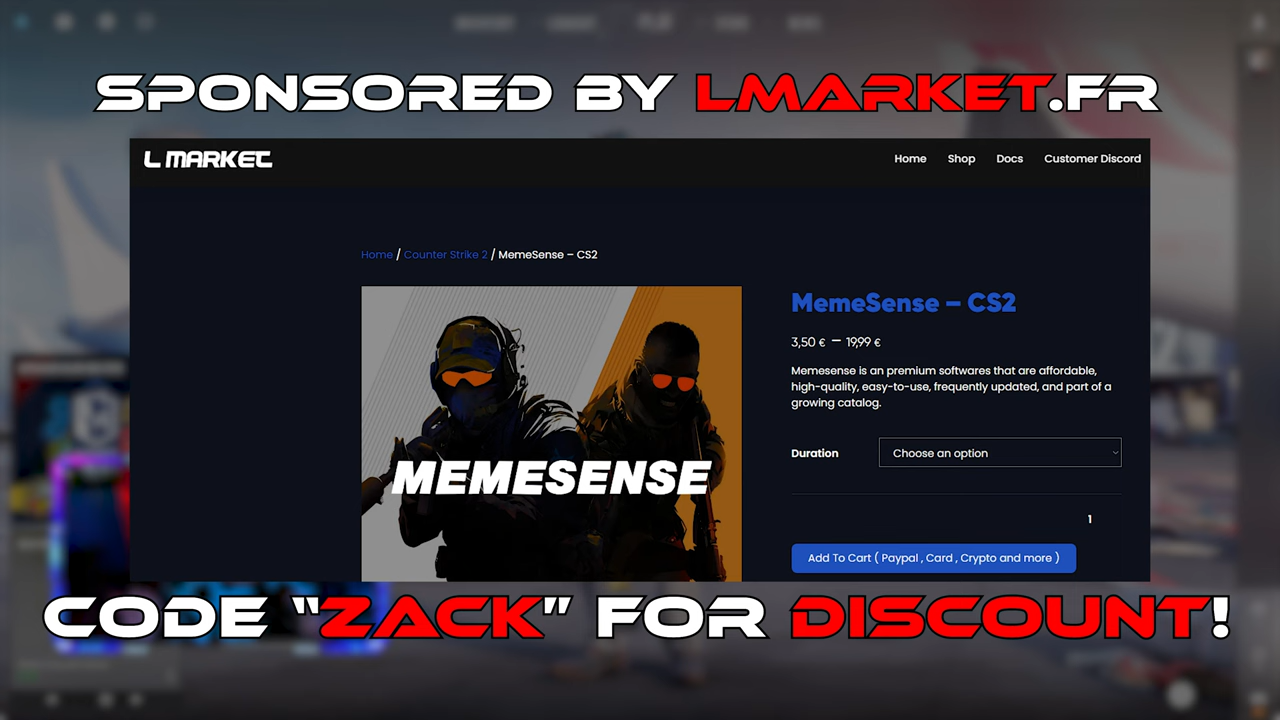 SPONSORED BY LMARKET.FR
L MARKET
Home Shop Docs Customer Discord
Home / Counter Strike 2 / MemeSense – CS2
MemeSense – CS2
3,50 € – 19,99 €
Memesense is an premium softwares that are affordable,
high-quality, easy-to-use, frequently updated, and part of a
growing catalog.
Duration Choose an option
MEMESENSE
1
Add To Cart ( Paypal , Card , Crypto and more )
CODE "ZACK" FOR DISCOUNT!